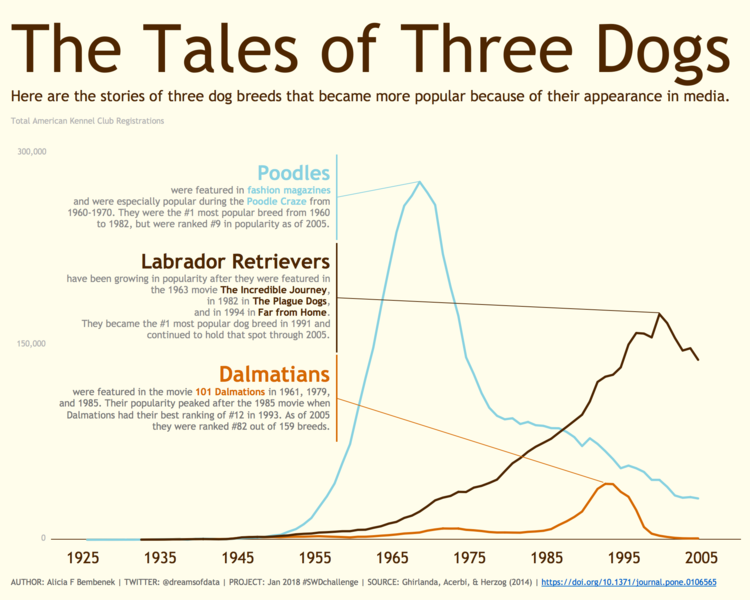 The Tales of Three Dogs
Here are the stories of three dog breeds that became more popular because of their appearance in media.
Total American Kennel Club Registrations
300,000
Poodles
were featured in fashion magazines
and were especially popular during the Poodle Craze from
1960-1970. They were the #1 most popular breed from 1960
to 1982, but were ranked #9 in popularity as of 2005.
Labrador Retrievers
have been growing in popularity after they were featured in
the 1963 movie The Incredible Journey,
in 1982 in The Plague Dogs,
and in 1994 in Far from Home.
They became the #1 most popular dog breed in 1991 and
continued to hold that spot through 2005.
150,000
Dalmatians
were featured in the movie 101 Dalmations in 1961, 1979,
and 1985. Their popularity peaked after the 1985 movie when
Dalmations had their best ranking of #12 in 1993. As of 2005
they were ranked #82 out of 159 breeds.
0
1925 1935 1945 1955 1965 1975 1985 1995 2005
AUTHOR: Alicia F Bembenek | TWITTER: @dreamsofdata | PROJECT: Jan 2018 #SWDchallenge | SOURCE: Ghirlanda, Acerbi, & Herzog (2014) | https://doi.org/10.1371/journal.pone.0106565